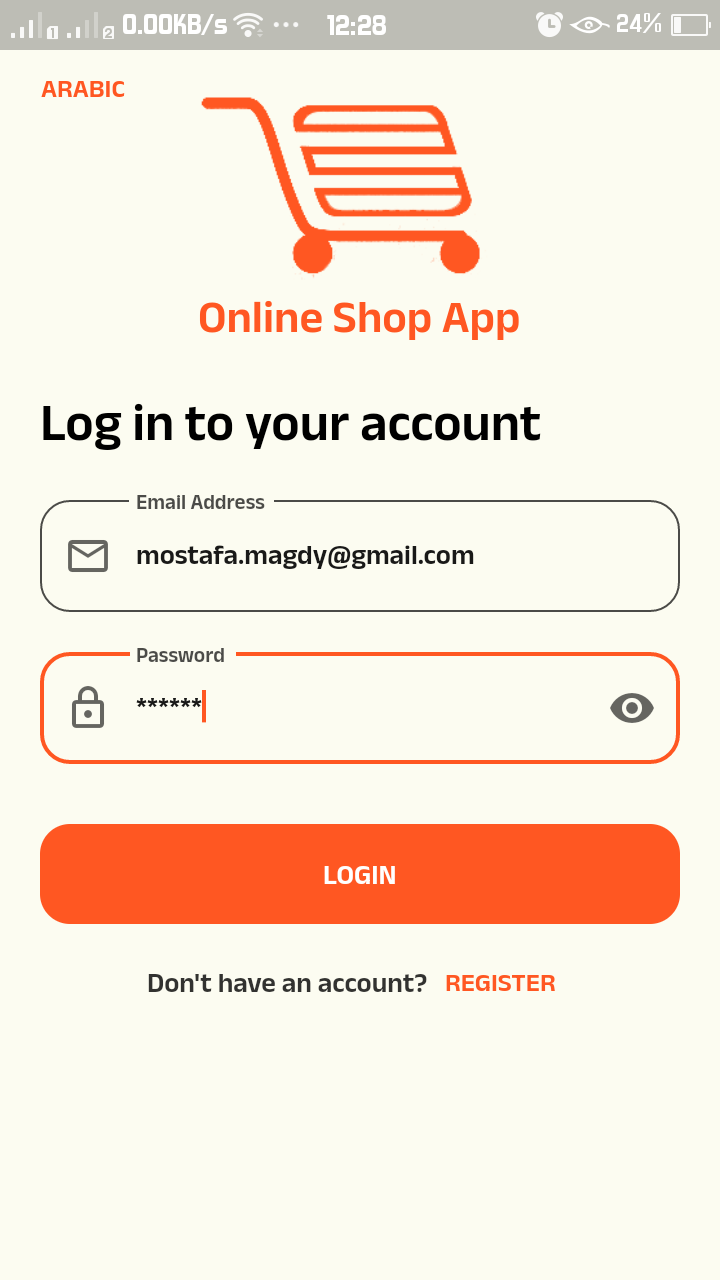 1 2 0.00KB/s ... 12:28 24%
ARABIC
Online Shop App
Log in to your account
Email Address
mostafa.magdy@gmail.com
Password
******
LOGIN
Don't have an account? REGISTER